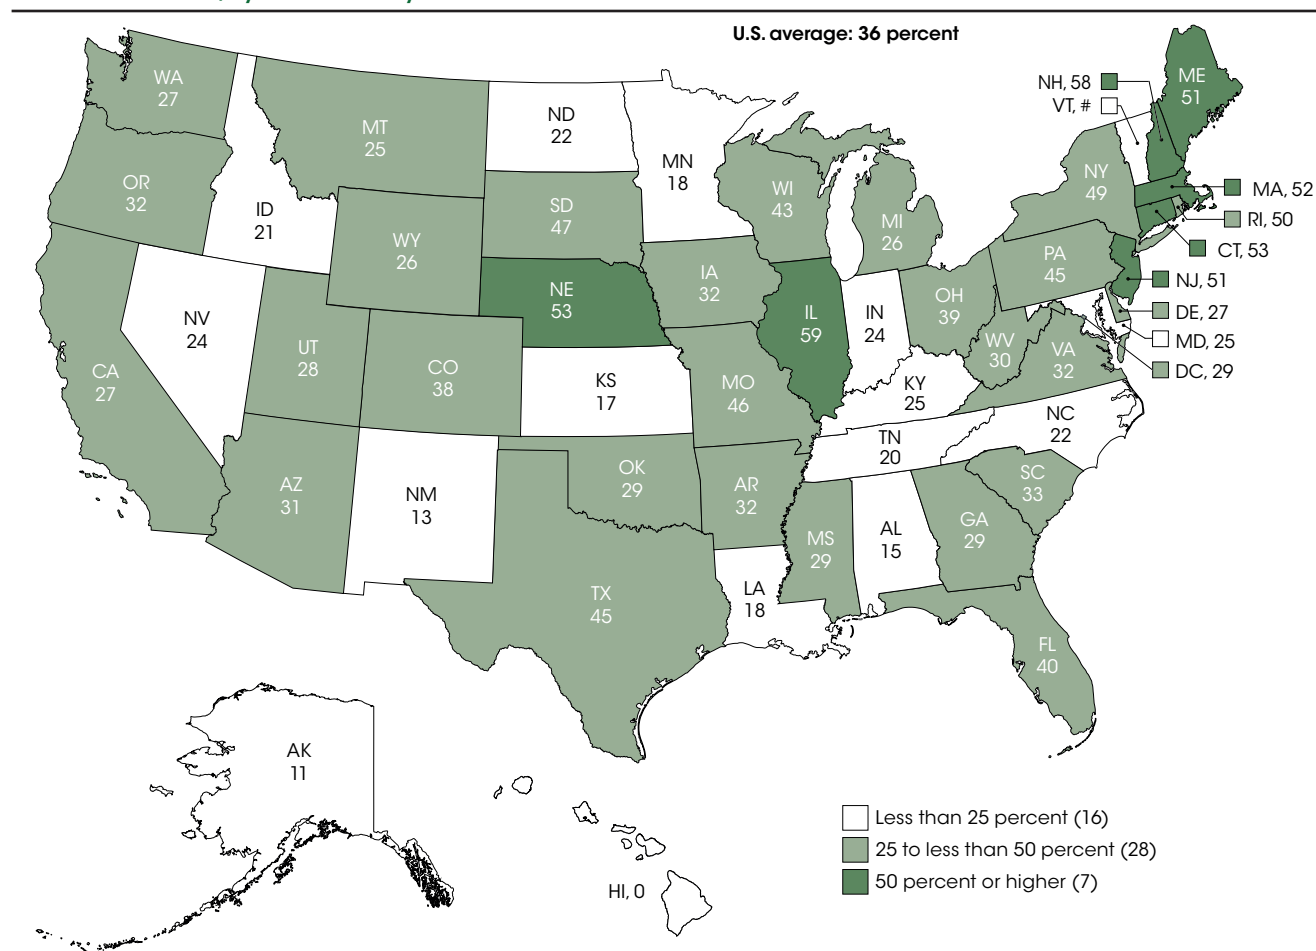 U.S. average: 36 percent
WA
27
OR
32
CA
27
NV
24
ID
21
MT
25
WY
26
UT
28
AZ
31
CO
38
NM
13
ND
22
SD
47
NE
53
KS
17
OK
29
TX
45
MN
18
IA
32
MO
46
AR
32
LA
18
WI
43
IL
59
MI
26
IN
24
OH
39
KY
25
TN
20
MS
29
AL
15
GA
29
FL
40
SC
33
NC
22
VA
32
WV
30
PA
45
NY
49
ME
51
NH, 58
VT, #
MA, 52
RI, 50
CT, 53
NJ, 51
DE, 27
MD, 25
DC, 29
AK
11
HI, 0
Less than 25 percent (16)
25 to less than 50 percent (28)
50 percent or higher (7)